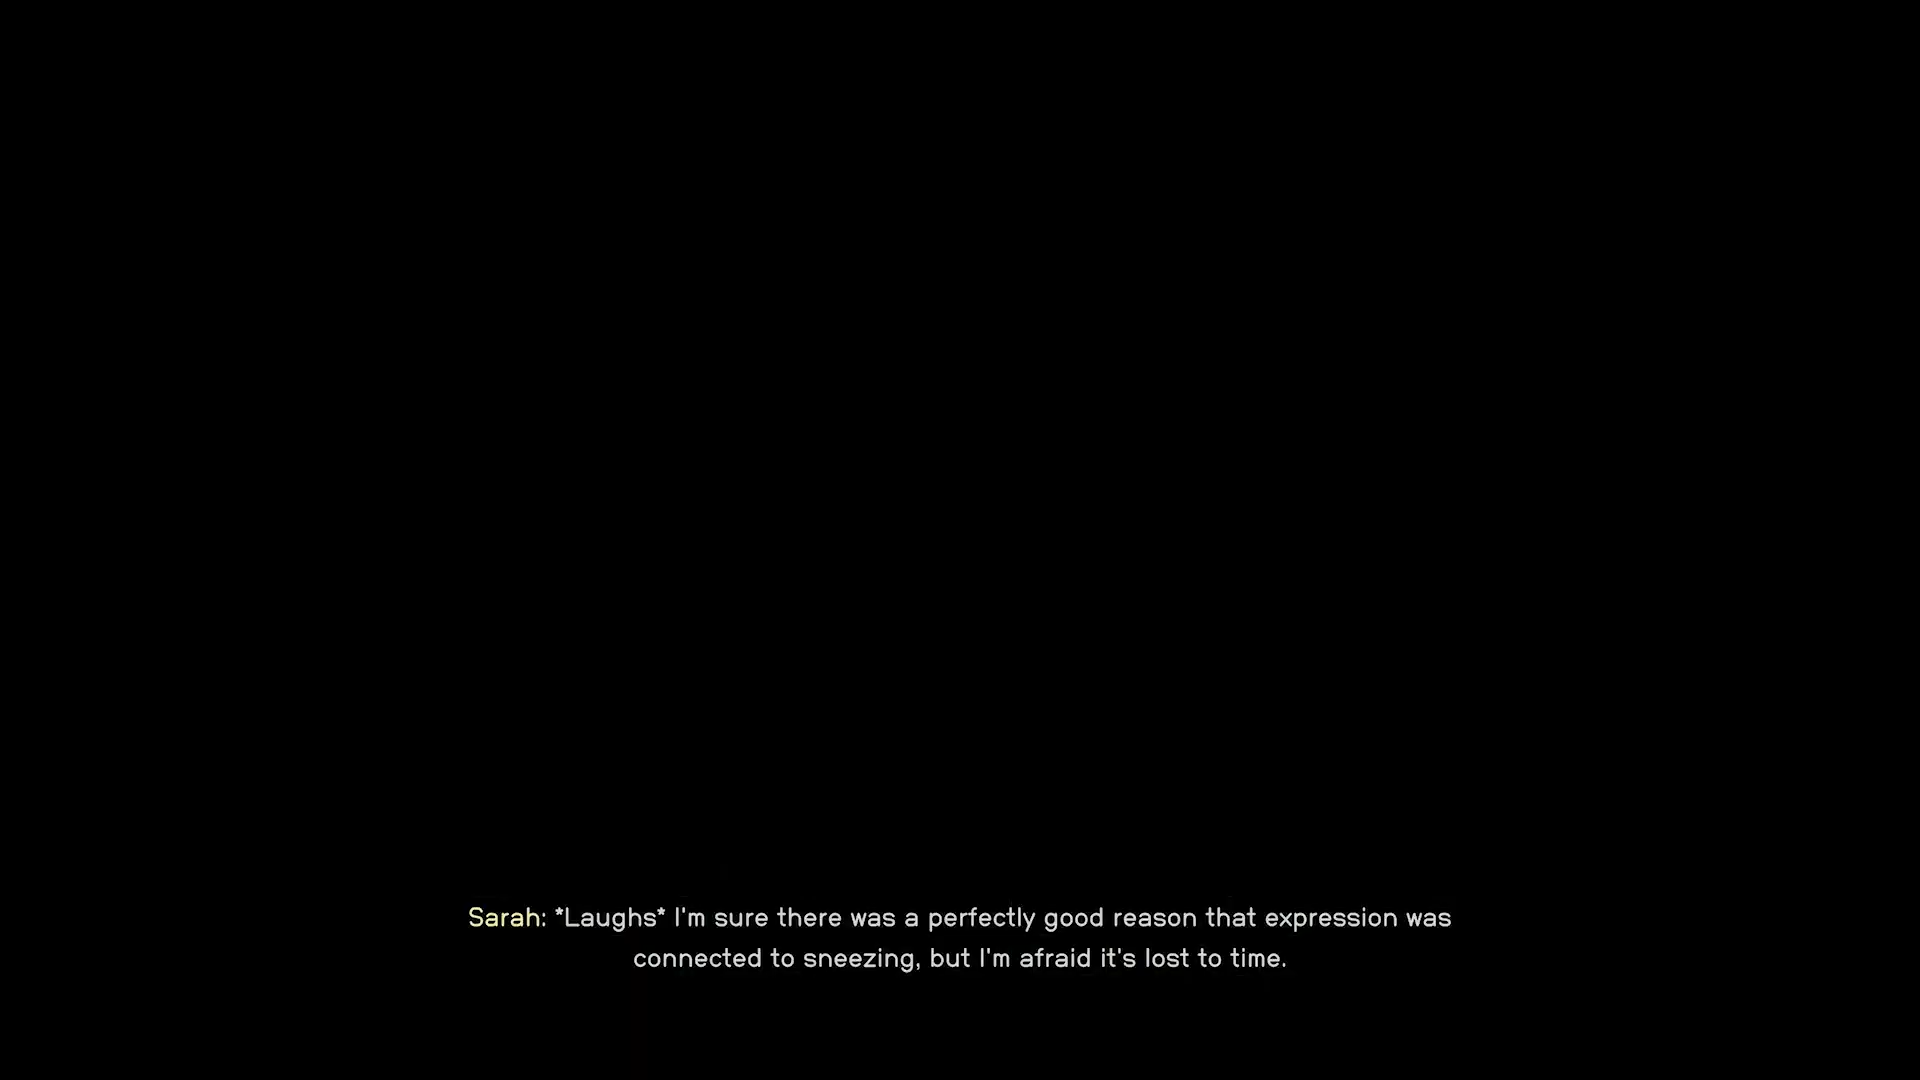 Sarah: *Laughs* I'm sure there was a perfectly good reason that expression was
connected to sneezing, but I'm afraid it's lost to time.